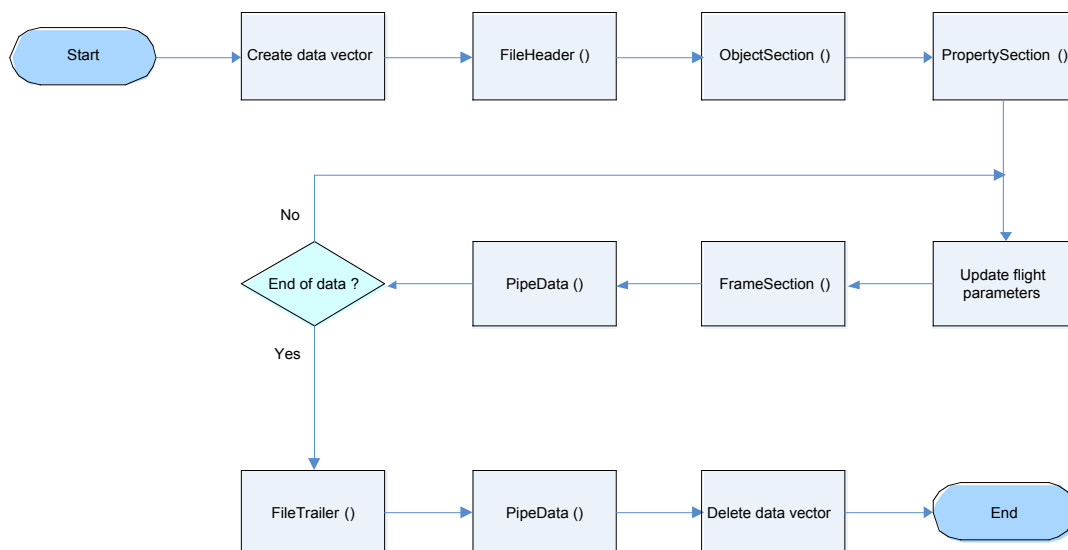 Start
Create data vector
FileHeader ()
ObjectSection ()
PropertySection ()
No
End of data ?
PipeData ()
FrameSection ()
Update flight
parameters
Yes
FileTrailer ()
PipeData ()
Delete data vector
End